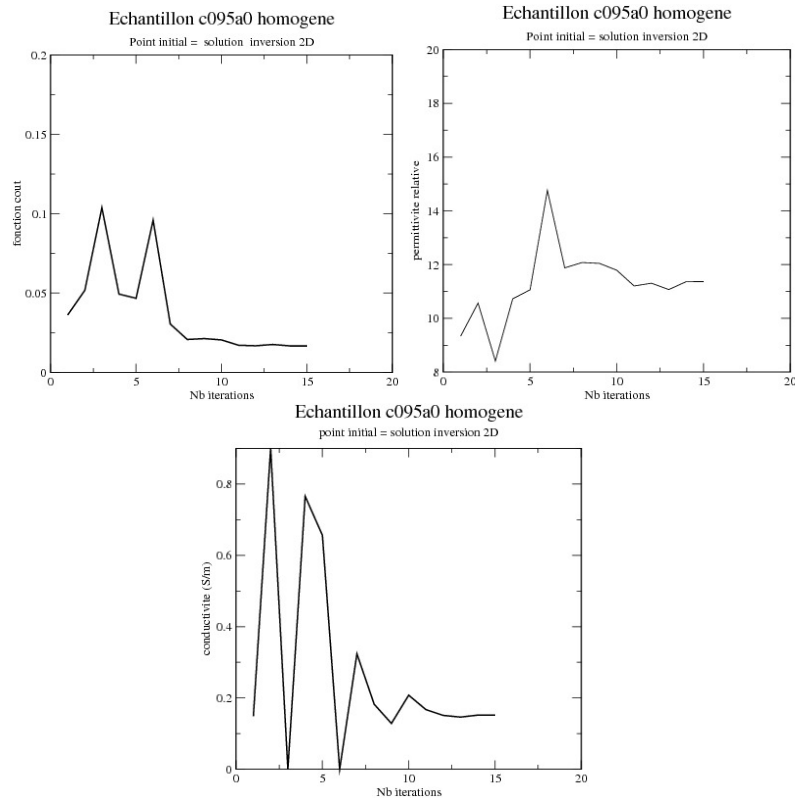 Echantillon c095a0 homogene
Point initial = solution inversion 2D
0.2
0.15
0.1
0.05
0
fonction cout
0 5 10 15 20
Nb iterations
Echantillon c095a0 homogene
Point initial = solution inversion 2D
20
18
16
14
12
10
8
permittivite relative
0 5 10 15 20
Nb iterations
Echantillon c095a0 homogene
point initial = solution inversion 2D
0.8
0.6
0.4
0.2
0
conductivite (S/m)
0 5 10 15 20
Nb iterations